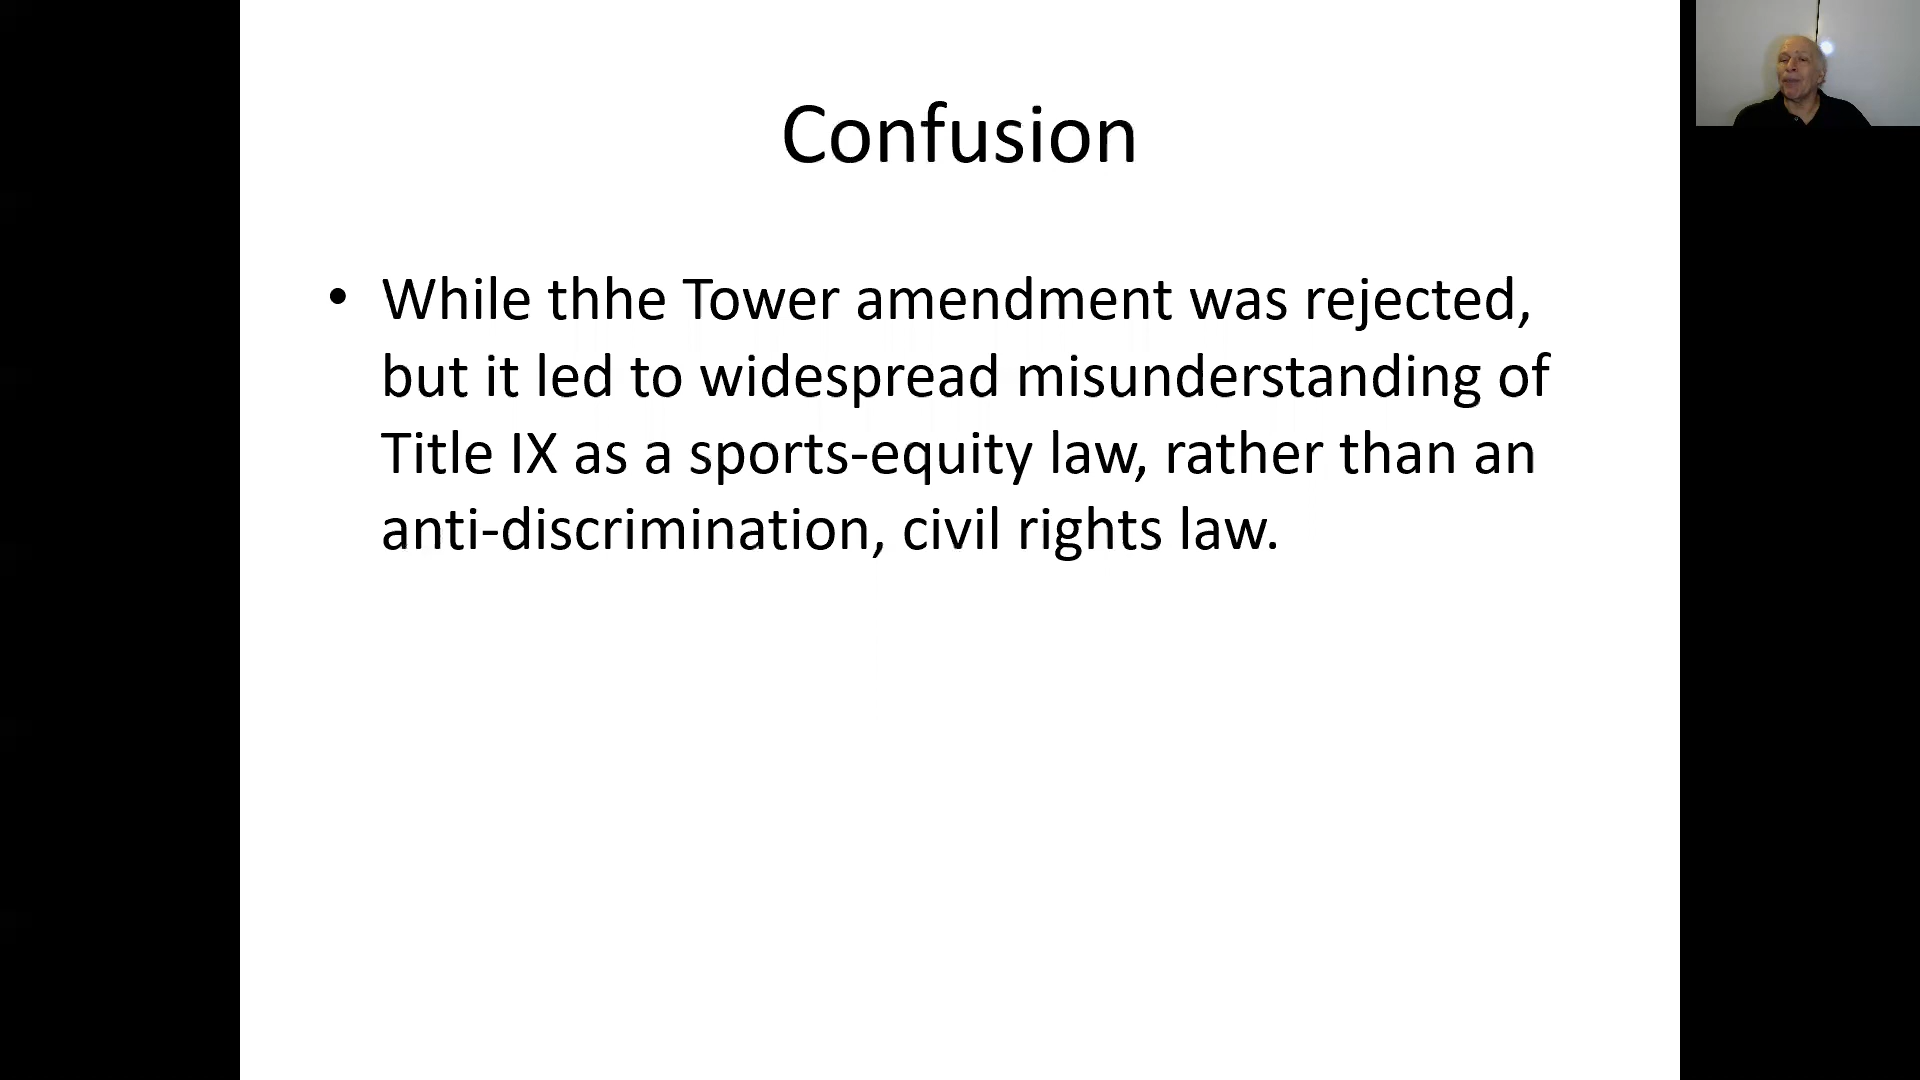 Confusion
• While thhe Tower amendment was rejected,
but it led to widespread misunderstanding of
Title IX as a sports-equity law, rather than an
anti-discrimination, civil rights law.